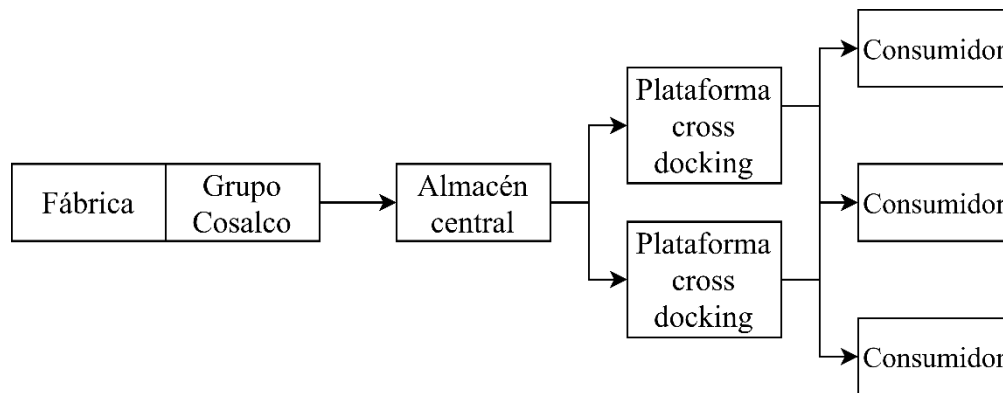 Fábrica
Grupo
Cosalco
Almacén
central
Plataforma
cross
docking
Plataforma
cross
docking
Consumidor
Consumidor
Consumidor